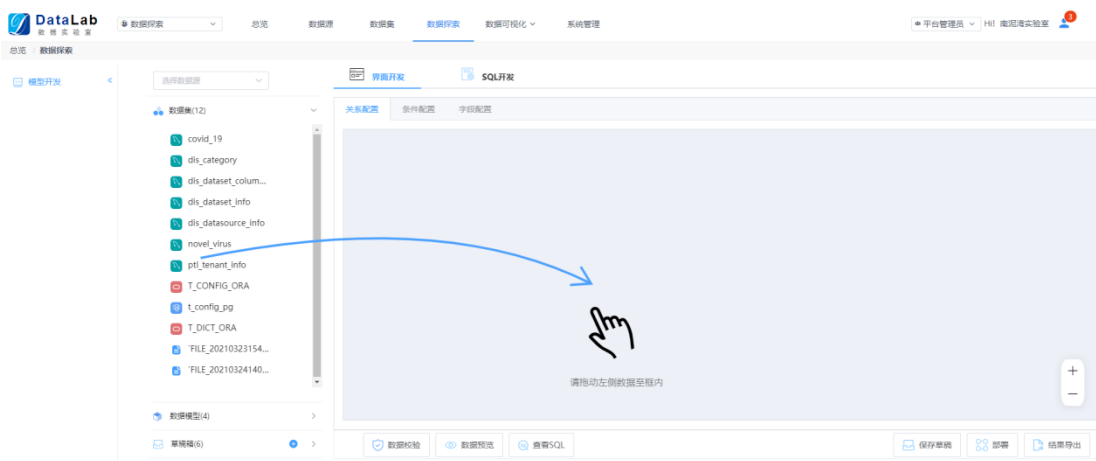 DataLab
数据实验室
数据探索
总览
数据源
数据集
数据探索
数据可视化
系统管理
平台管理员
Hi! 南泥湾实验室
3
总览 / 数据探索
模型开发
选择数据源
数据集(12)
covid_19
dis_category
dis_dataset_colum...
dis_dataset_info
dis_datasource_info
novel_virus
ptl_tenant_info
T_CONFIG_ORA
t_config_pg
T_DICT_ORA
`FILE_20210323154...
`FILE_20210324140...
数据模型(4)
草稿箱(6)
界面开发
SQL开发
关系配置
条件配置
字段配置
请拖动左侧数据至框内
数据校验
数据预览
查看SQL
保存草稿
部署
结果导出